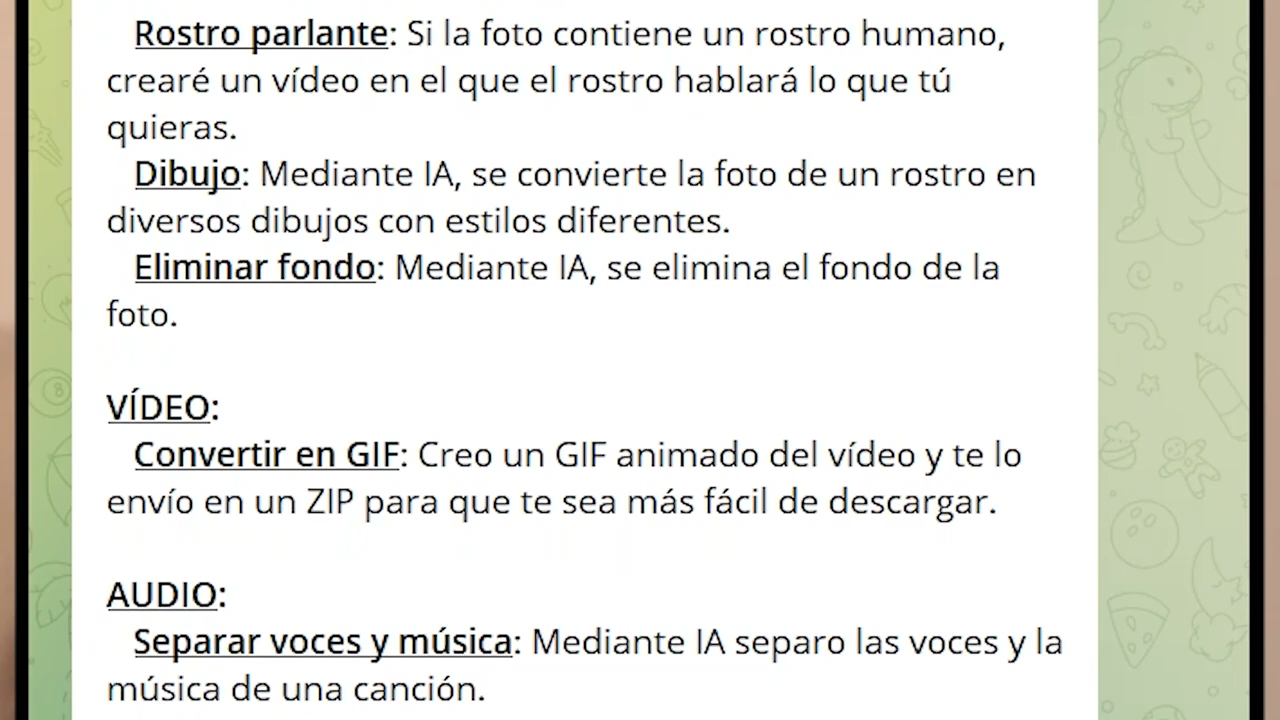 Rostro parlante: Si la foto contiene un rostro humano,
crearé un vídeo en el que el rostro hablará lo que tú
quieras.
Dibujo: Mediante IA, se convierte la foto de un rostro en
diversos dibujos con estilos diferentes.
Eliminar fondo: Mediante IA, se elimina el fondo de la
foto.
VÍDEO:
Convertir en GIF: Creo un GIF animado del vídeo y te lo
envío en un ZIP para que te sea más fácil de descargar.
AUDIO:
Separar voces y música: Mediante IA separo las voces y la
música de una canción.